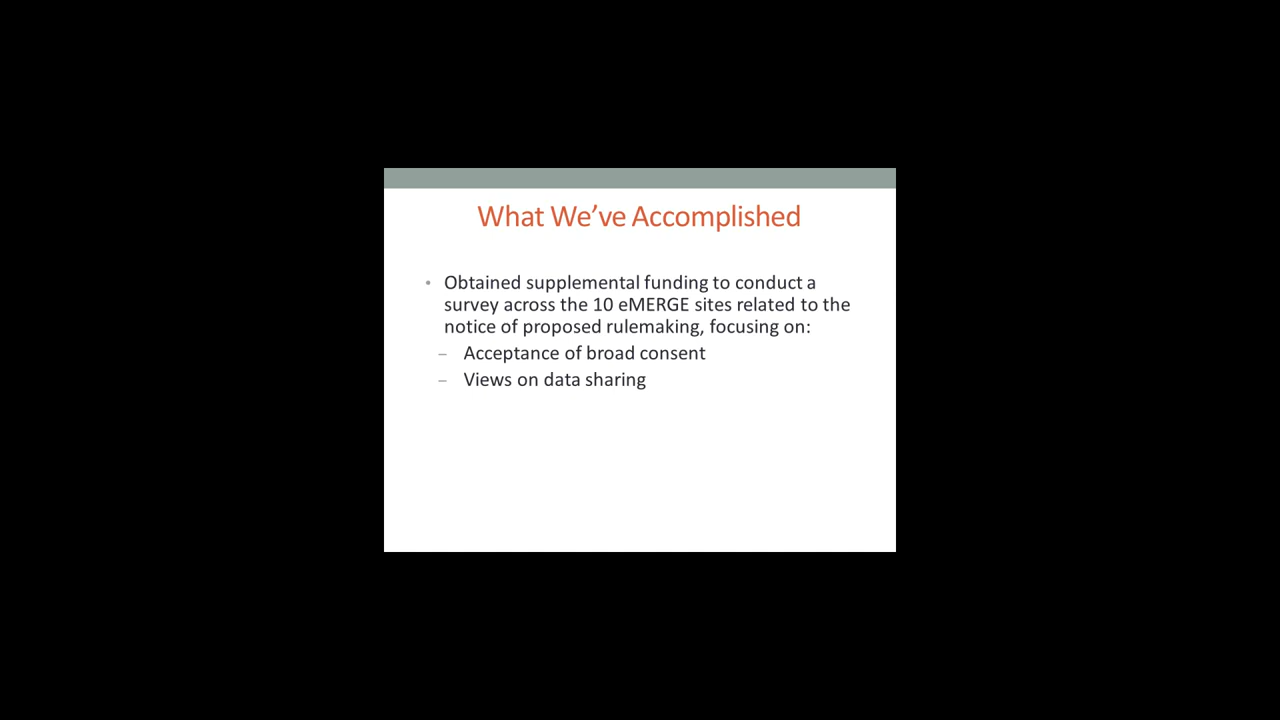 What We've Accomplished
• Obtained supplemental funding to conduct a
survey across the 10 eMERGE sites related to the
notice of proposed rulemaking, focusing on:
– Acceptance of broad consent
– Views on data sharing